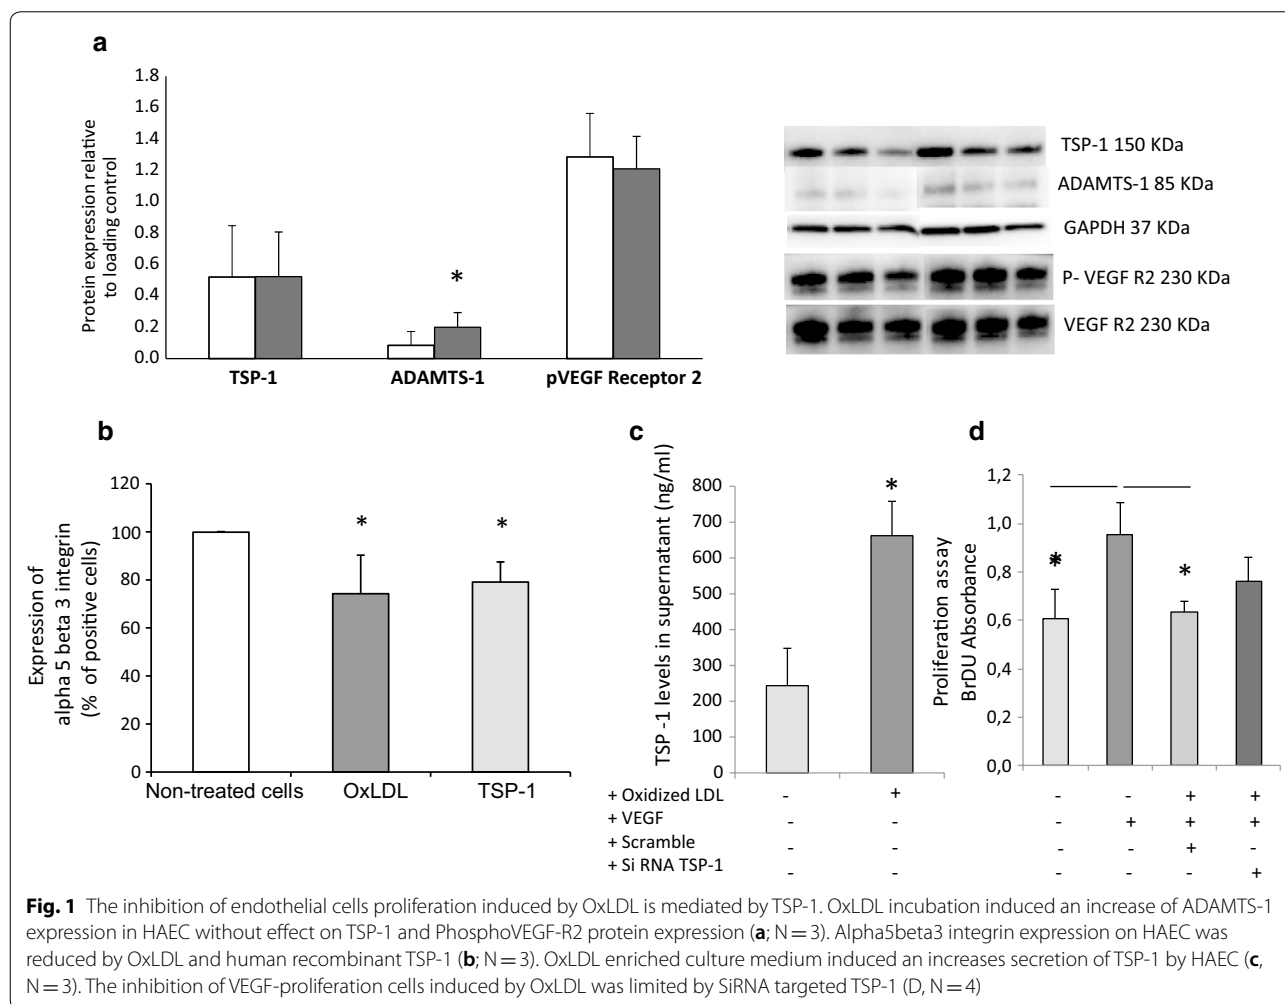 a
1.8
1.6
1.4
1.2
1.0
0.8
0.6
0.4
0.2
0.0
Protein expression relative
to loading control
*
TSP-1 ADAMTS-1 pVEGF Receptor 2
TSP-1 150 KDa
ADAMTS-1 85 KDa
GAPDH 37 KDa
P- VEGF R2 230 KDa
VEGF R2 230 KDa
b
120
100
80
60
40
20
0
Expression of
alpha 5 beta 3 integrin
(% of positive cells)
* *
Non-treated cells OxLDL TSP-1
c
800
700
600
500
400
300
200
100
0
TSP -1 levels in supernatant (ng/ml)
*
d
1,2
1,0
0,8
0,6
0,4
0,2
0,0
Proliferation assay
BrDU Absorbance
* *
+ Oxidized LDL - + - - + +
+ VEGF - - - + + +
+ Scramble - - - - + -
+ Si RNA TSP-1 - - - - - +
Fig. 1 The inhibition of endothelial cells proliferation induced by OxLDL is mediated by TSP-1. OxLDL incubation induced an increase of ADAMTS-1
expression in HAEC without effect on TSP-1 and PhosphoVEGF-R2 protein expression (a; N = 3). Alpha5beta3 integrin expression on HAEC was
reduced by OxLDL and human recombinant TSP-1 (b; N = 3). OxLDL enriched culture medium induced an increases secretion of TSP-1 by HAEC (c,
N = 3). The inhibition of VEGF-proliferation cells induced by OxLDL was limited by SiRNA targeted TSP-1 (D, N = 4)